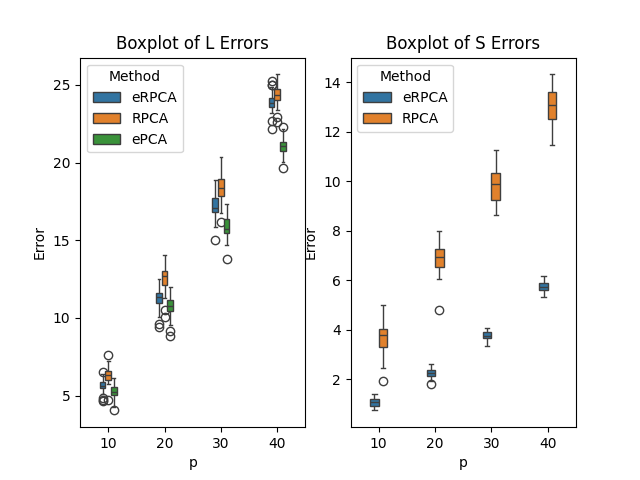 Boxplot of L Errors
Method
eRPCA
RPCA
ePCA
Error
25
20
15
10
5
10 20 30 40
p
Boxplot of S Errors
Method
eRPCA
RPCA
Error
14
12
10
8
6
4
2
10 20 30 40
p